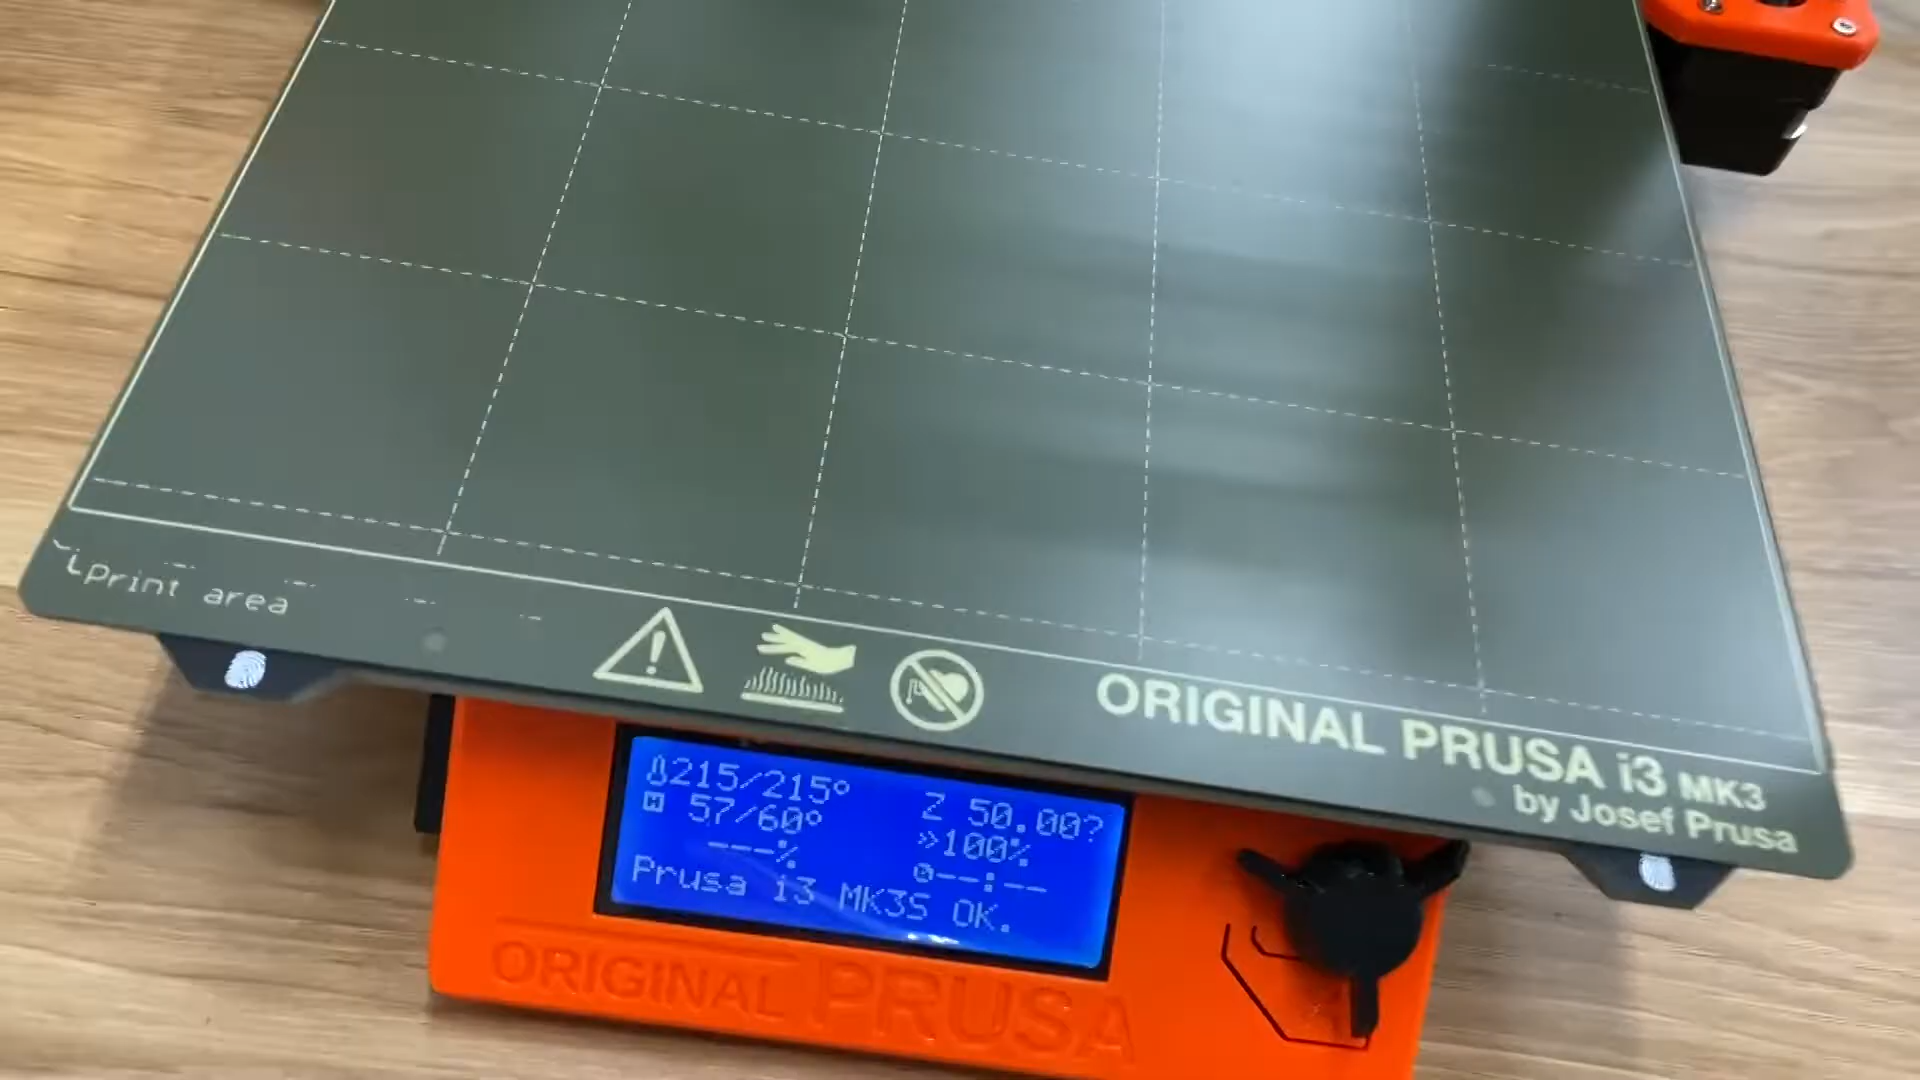 print area
ORIGINAL PRUSA i3 MK3
by Josef Prusa
215/215° Z 50.00?
57/60° »100%
---% --:--
Prusa i3 MK3S OK.
ORIGINAL PRUSA